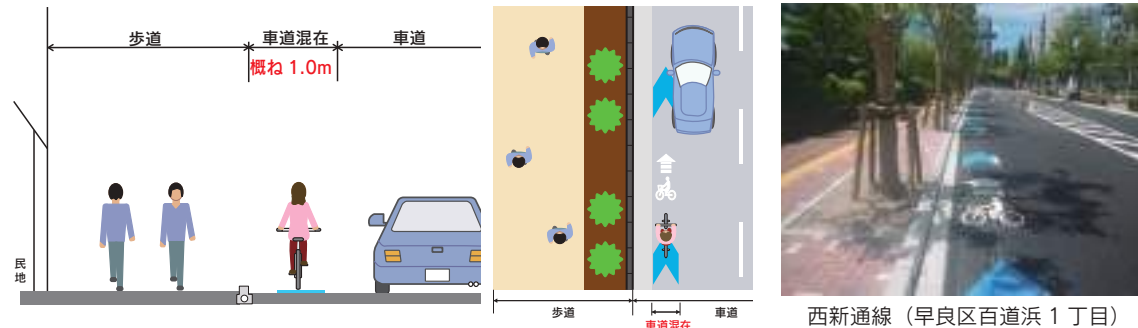 歩道
車道混在
車道
概ね 1.0m
民地
歩道
車道
車道混在
西新通線(早良区百道浜 1 丁目)